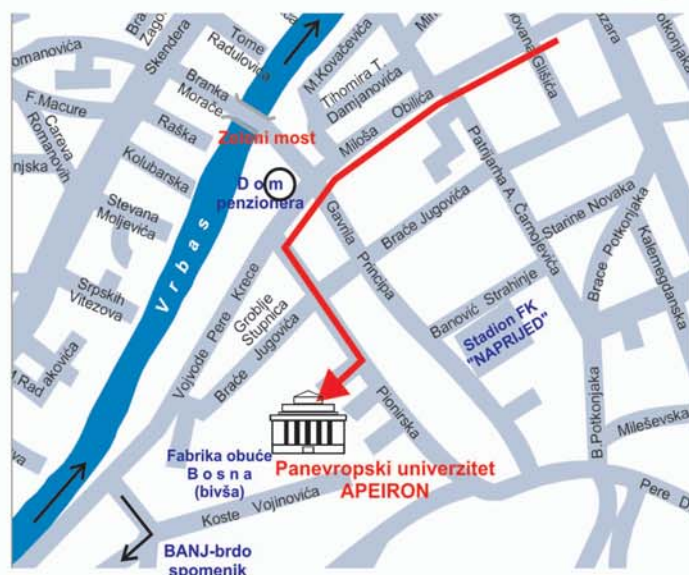 Tome
Radulovića
Skendera
Branka
Morače
M.Kovačevića
Tihomira T.
Damjanovića
Miloša Obilića
F.Macure
Careva
Romanovih
Raška
Zeleni most
Kolubarska
Dom
penzionera
Stevana
Moljevića
Vrbas
Patrijarha A. Čarnojevića
Starine Novaka
Braće Potkonjaka
Kalemegdanska
Gavrila Principa
Braće Jugovića
Srpskih
Vitezova
Vojvode Pere Krece
Groblje
Stupnica
Banović Strahinje
Stadion FK
"NAPRIJED"
Braće Jugovića
Pionirska
B.Potkonjaka
Mileševska
Fabrika obuće
Bosna
(bivša)
Panevropski univerzitet
APEIRON
Koste Vojinovića
BANJ-brdo
spomenik